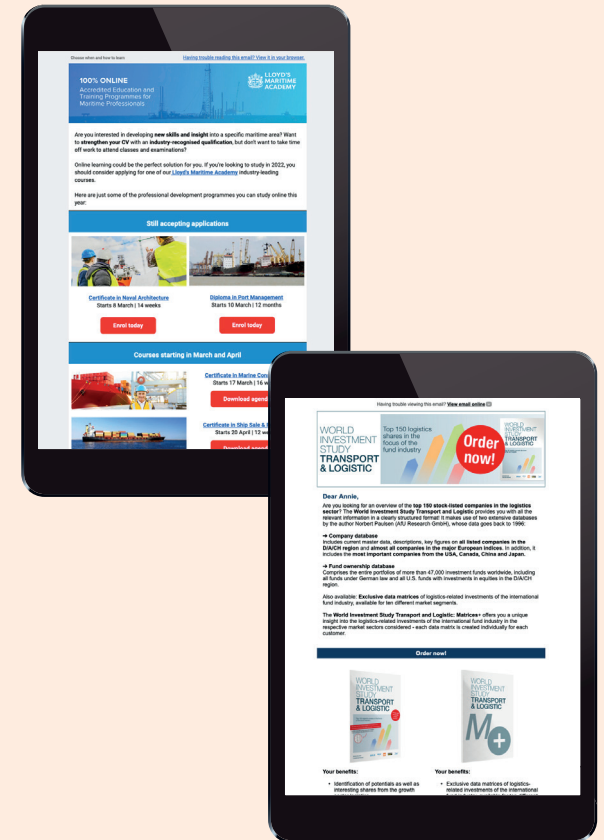 Choose when and how to learn
Having trouble reading this email? View it in your browser.
100% ONLINE
Accredited Education and
Training Programmes for
Maritime Professionals
LLOYD'S
MARITIME
ACADEMY
Are you interested in developing new skills and insight into a specific maritime area? Want
to strengthen your CV with an industry-recognised qualification, but don't want to take time
off work to attend classes and examinations?
Online learning could be the perfect solution for you. If you're looking to study in 2022, you
should consider applying for one of our Lloyd's Maritime Academy industry-leading
courses.
Here are just some of the professional development programmes you can study online this
year:
Still accepting applications
Certificate in Naval Architecture
Starts 8 March | 14 weeks
Enrol today
Diploma in Port Management
Starts 10 March | 12 months
Enrol today
Courses starting in March and April
Certificate in Marine
Starts 17 March | 16
Download
Certificate in Ship Sale &
Starts 20 April | 12
Download
Having trouble viewing this email? View email online
WORLD
INVESTMENT
STUDY
TRANSPORT
& LOGISTIC
Top 150 logistics
shares in the
focus of the
fund industry
Order
now!
WORLD
INVESTMENT
STUDY
TRANSPORT
& LOGISTIC
Dear Annie,
Are you looking for an overview of the top 150 stock-listed companies in the logistics
sector? The World Investment Study Transport and Logistic provides you with all the
relevant information in a clearly structured format! It makes use of two extensive databases
by the author Norbert Paulsen (AfU Research GmbH), whose data goes back to 1996:
➔ Company database
Includes current master data, descriptions, key figures on all listed companies in the
D/A/CH region and almost all companies in the major European indices. In addition, it
includes the most important companies from the USA, Canada, China and Japan.
➔ Fund ownership database
Comprises the entire portfolios of more than 47,000 investment funds worldwide, including
all funds under German law and all U.S. funds with investments in equities in the D/A/CH
region.
Also available: Exclusive data matrices of logistics-related investments of the international
fund industry, available for ten different market segments.
The World Investment Study Transport and Logistic: Matrices+ offers you a unique
insight into the logistics-related investments of the international fund industry in the
respective market sectors considered - each data matrix is created individually for each
customer.
Order now!
WORLD
INVESTMENT
STUDY
TRANSPORT
& LOGISTIC
WORLD
INVESTMENT
STUDY
TRANSPORT
& LOGISTIC
M+
Your benefits:
• Identification of potentials as well as
interesting shares from the growth
Your benefits:
• Exclusive data matrices of logistics-
related investments of the international